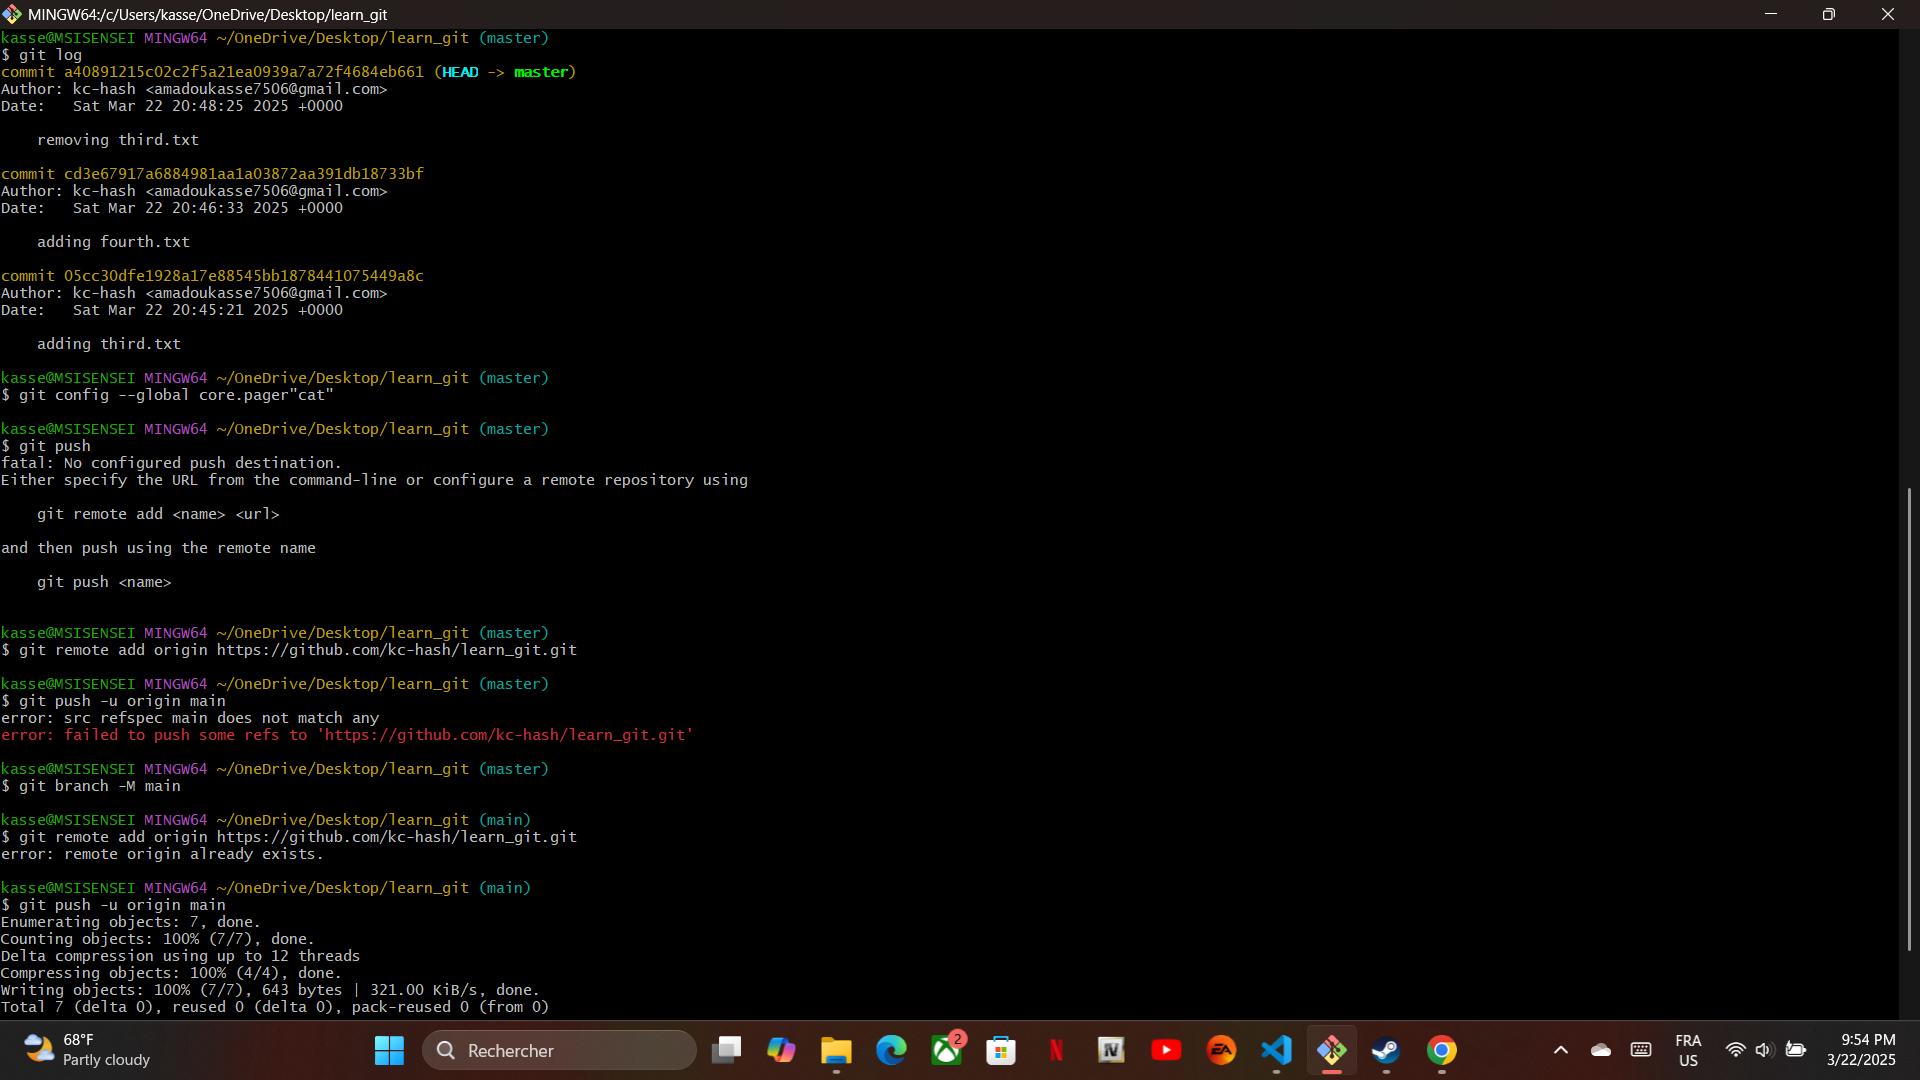 MINGW64:/c/Users/kasse/OneDrive/Desktop/learn_git
kasse@MSISENSEI MINGW64 ~/OneDrive/Desktop/learn_git (master)
$ git log
commit a40891215c02c2f5a21ea0939a7a72f4684eb661 (HEAD -> master)
Author: kc-hash <amadoukasse7506@gmail.com>
Date:   Sat Mar 22 20:48:25 2025 +0000
    removing third.txt
commit cd3e67917a6884981aa1a03872aa391db18733bf
Author: kc-hash <amadoukasse7506@gmail.com>
Date:   Sat Mar 22 20:46:33 2025 +0000
    adding fourth.txt
commit 05cc30dfe1928a17e88545bb1878441075449a8c
Author: kc-hash <amadoukasse7506@gmail.com>
Date:   Sat Mar 22 20:45:21 2025 +0000
    adding third.txt
kasse@MSISENSEI MINGW64 ~/OneDrive/Desktop/learn_git (master)
$ git config --global core.pager"cat"
kasse@MSISENSEI MINGW64 ~/OneDrive/Desktop/learn_git (master)
$ git push
fatal: No configured push destination.
Either specify the URL from the command-line or configure a remote repository using
    git remote add <name> <url>
and then push using the remote name
    git push <name>
kasse@MSISENSEI MINGW64 ~/OneDrive/Desktop/learn_git (master)
$ git remote add origin https://github.com/kc-hash/learn_git.git
kasse@MSISENSEI MINGW64 ~/OneDrive/Desktop/learn_git (master)
$ git push -u origin main
error: src refspec main does not match any
error: failed to push some refs to 'https://github.com/kc-hash/learn_git.git'
kasse@MSISENSEI MINGW64 ~/OneDrive/Desktop/learn_git (master)
$ git branch -M main
kasse@MSISENSEI MINGW64 ~/OneDrive/Desktop/learn_git (main)
$ git remote add origin https://github.com/kc-hash/learn_git.git
error: remote origin already exists.
kasse@MSISENSEI MINGW64 ~/OneDrive/Desktop/learn_git (main)
$ git push -u origin main
Enumerating objects: 7, done.
Counting objects: 100% (7/7), done.
Delta compression using up to 12 threads
Compressing objects: 100% (4/4), done.
Writing objects: 100% (7/7), 643 bytes | 321.00 KiB/s, done.
Total 7 (delta 0), reused 0 (delta 0), pack-reused 0 (from 0)
68°F
Partly cloudy
Rechercher
2
N
IV
EA
FRA
US
9:54 PM
3/22/2025